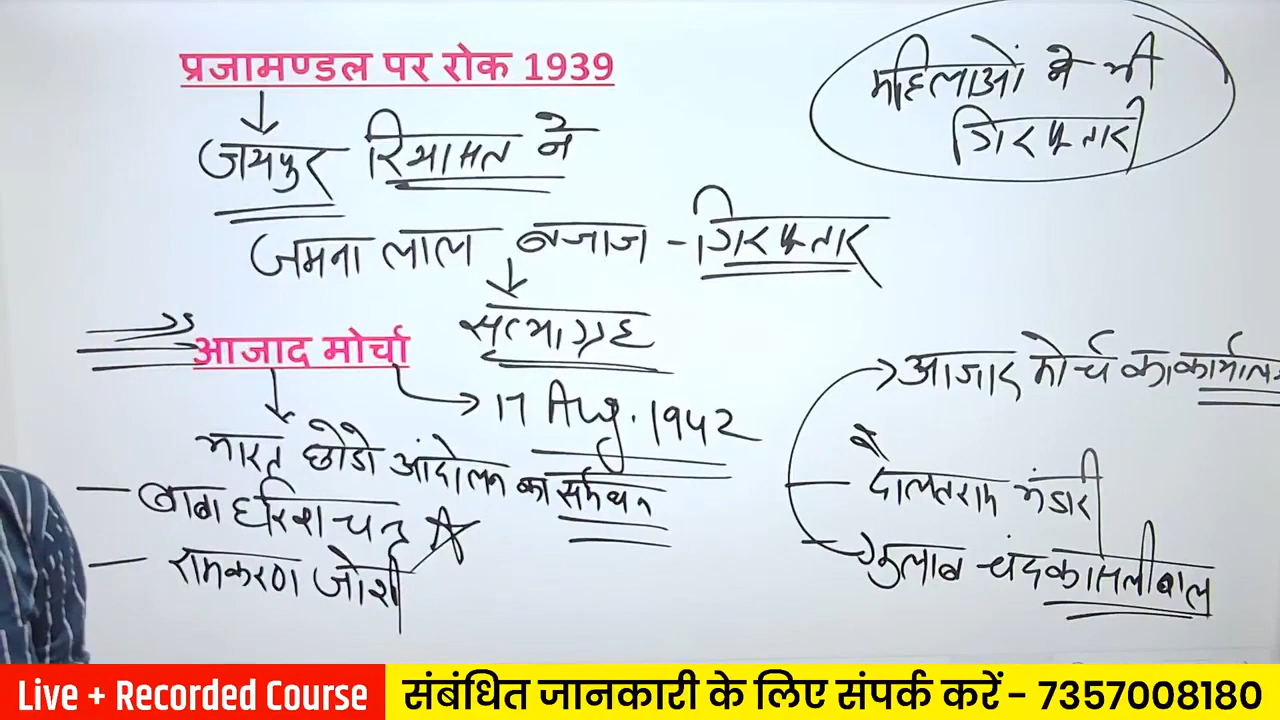 प्रजामण्डल पर रोक 1939
महिलाओं ने भी
गिरफ्तारी
जयपुर रियासत ने
जमना लाल बजाज - गिरफ्तार
सत्याग्रह
आजाद मोर्चा
आजाद मोर्चे का कार्यालय
17 Aug. 1942
भारत छोडो आंदोलन का समर्थन
दौलतराम भंडारी
- बाबा हरिश चन्द्र
- रामकरण जोशी
गुलाब चंद कासलीवाल
Live + Recorded Course
संबंधित जानकारी के लिए संपर्क करें - 7357008180